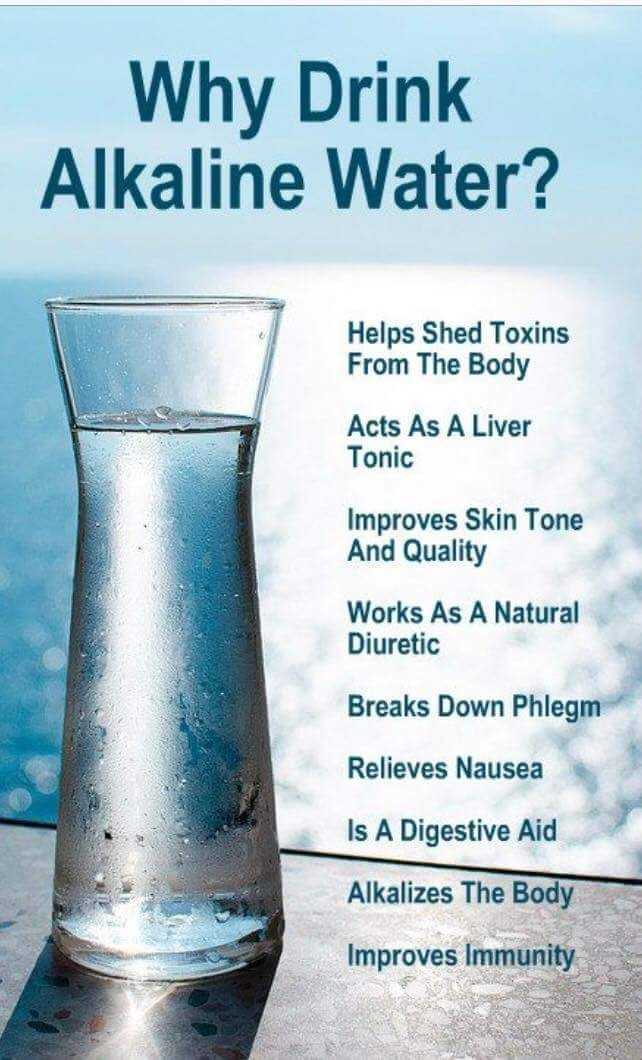 Why Drink
Alkaline Water?
Helps Shed Toxins
From The Body
Acts As A Liver
Tonic
Improves Skin Tone
And Quality
Works As A Natural
Diuretic
Breaks Down Phlegm
Relieves Nausea
Is A Digestive Aid
Alkalizes The Body
Improves Immunity